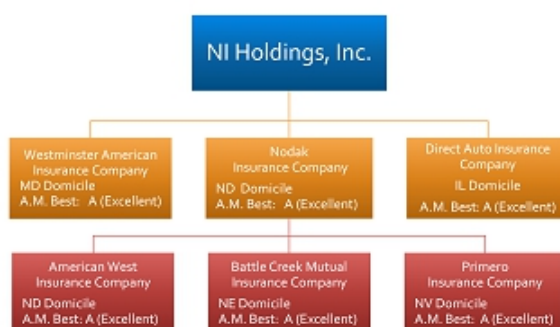 NI Holdings, Inc.
Westminster American
Insurance Company
MD Domicile
A.M. Best: A (Excellent)
Nodak
Insurance Company
ND Domicile
A.M. Best: A (Excellent)
Direct Auto Insurance
Company
IL Domicile
A.M. Best: A (Excellent)
American West
Insurance Company
ND Domicile
A.M. Best: A (Excellent)
Battle Creek Mutual
Insurance Company
NE Domicile
A.M. Best: A (Excellent)
Primero
Insurance Company
NV Domicile
A.M. Best: A (Excellent)